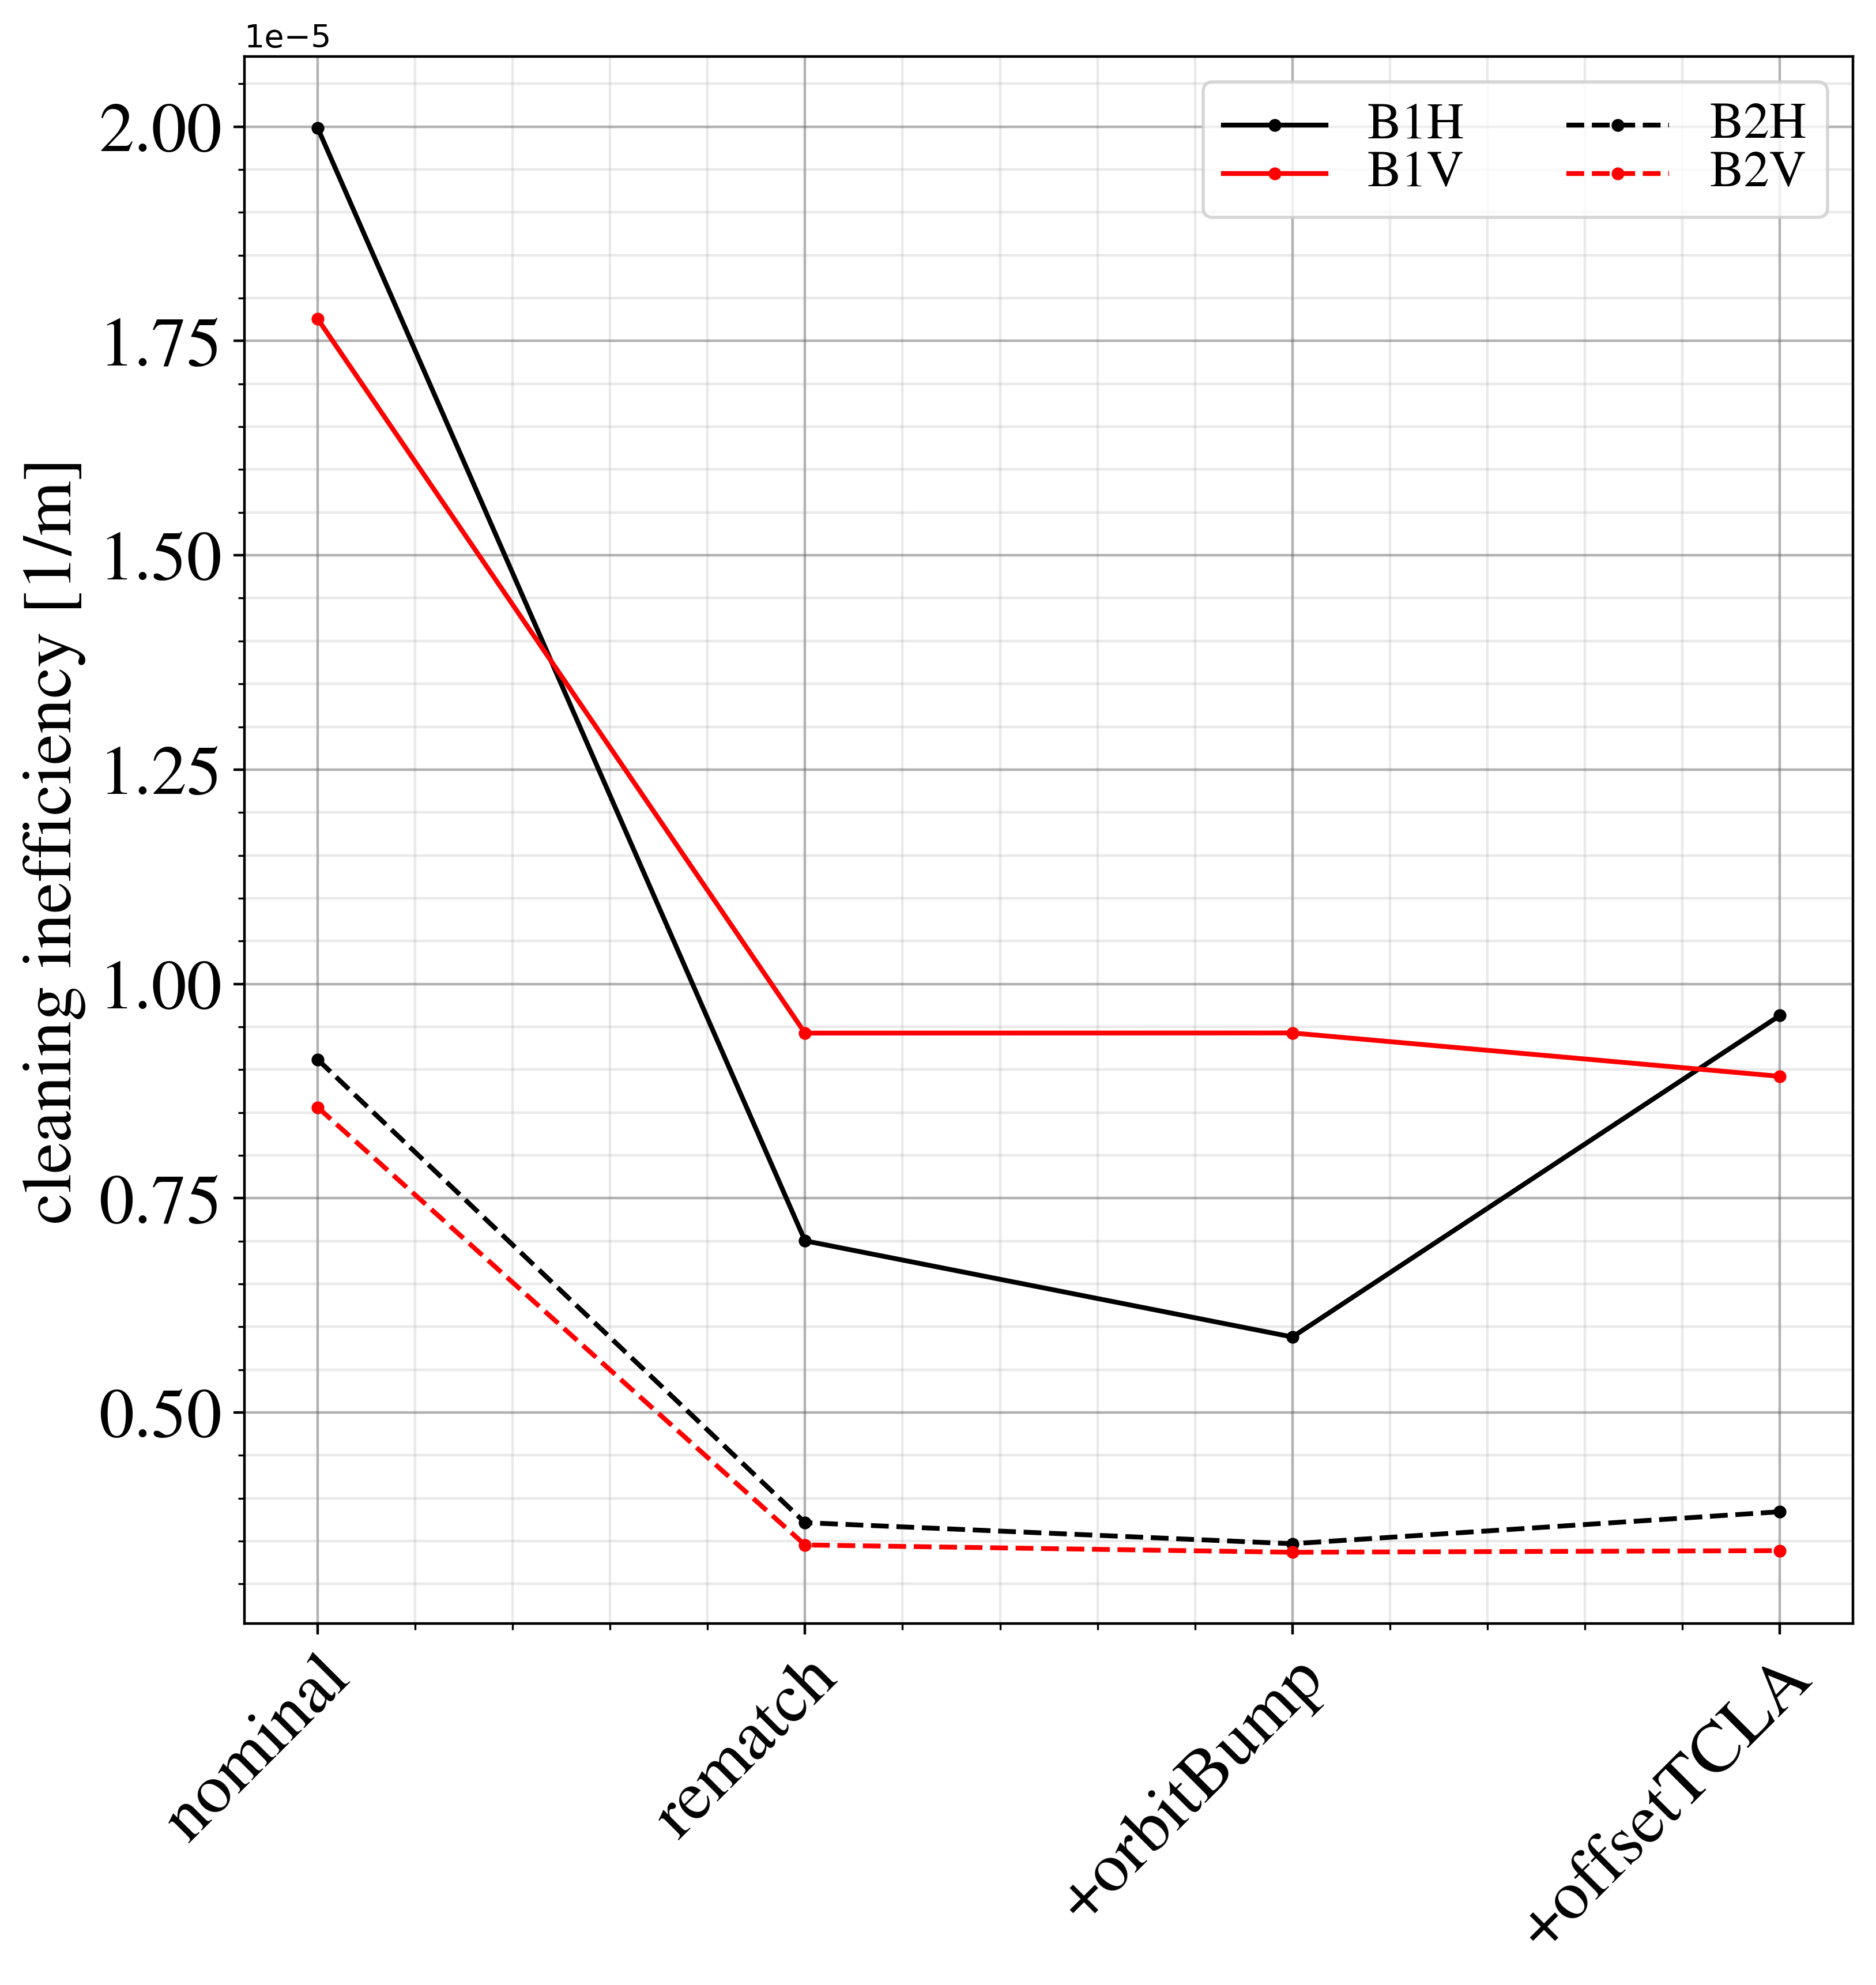 1e−5
2.00
1.75
1.50
1.25
1.00
0.75
0.50
cleaning inefficiency [1/m]
B1H B2H
B1V B2V
nominal
rematch
+orbitBump
+offsetTCLA